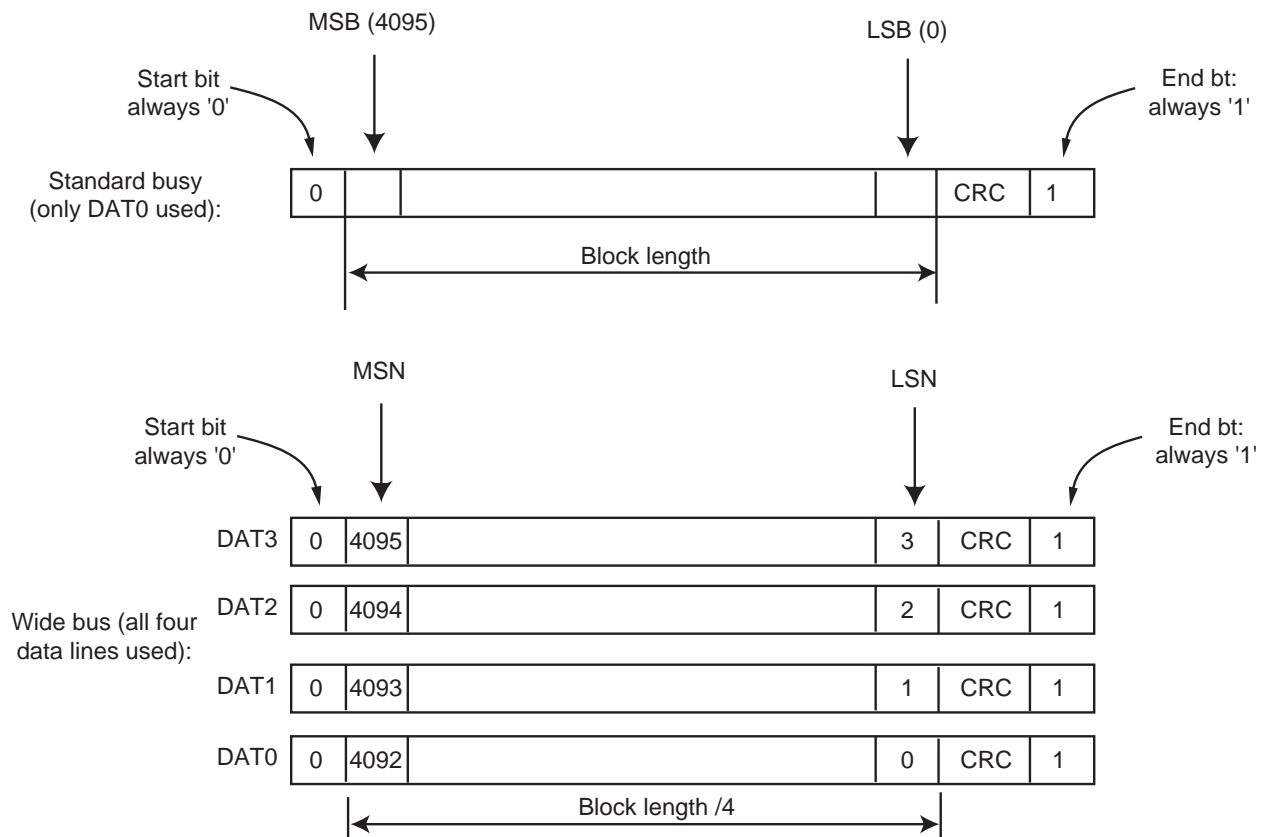 MSB (4095)
LSB (0)
Start bit
always '0'
End bt:
always '1'
Standard busy
(only DAT0 used):
0
CRC
1
Block length
MSN
LSN
Start bit
always '0'
End bt:
always '1'
DAT3 0 4095 3 CRC 1
DAT2 0 4094 2 CRC 1
Wide bus (all four
data lines used):
DAT1 0 4093 1 CRC 1
DAT0 0 4092 0 CRC 1
Block length /4